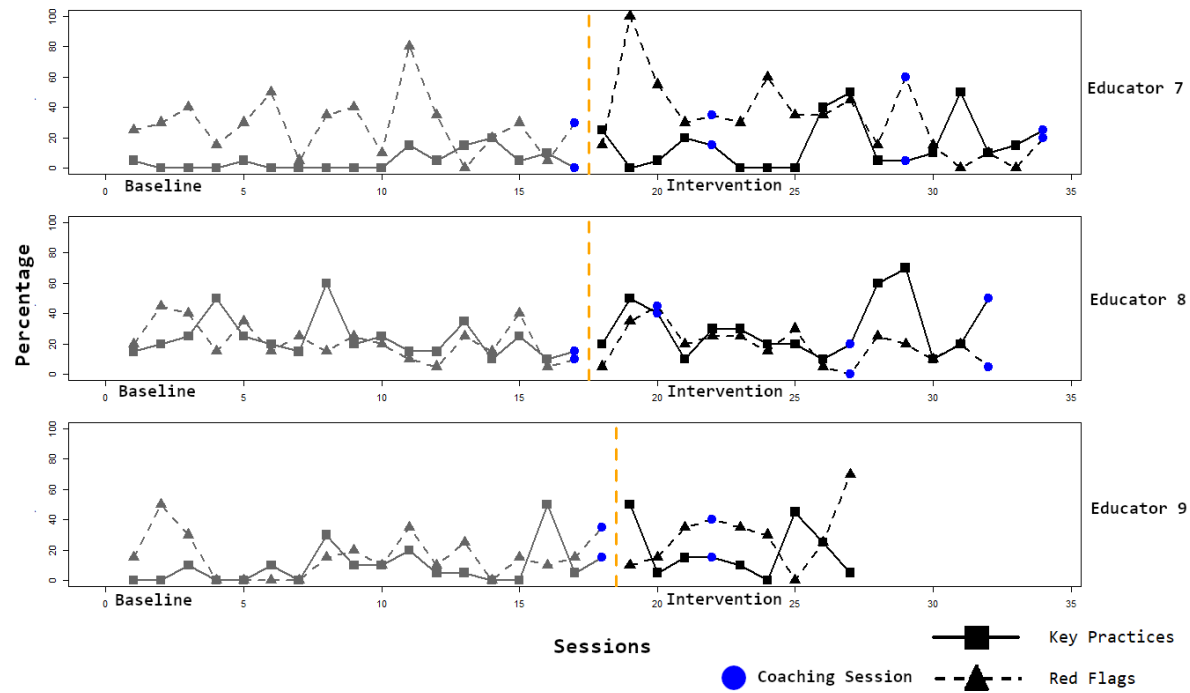 100
80
60
40
20
0
Educator 7
Baseline
Intervention
0 5 10 15 20 25 30 35
100
80
60
40
20
0
Educator 8
Baseline
Intervention
0 5 10 15 20 25 30 35
Percentage
100
80
60
40
20
0
Educator 9
Baseline
Intervention
0 5 10 15 20 25 30 35
Sessions
Key Practices
Coaching Session
Red Flags